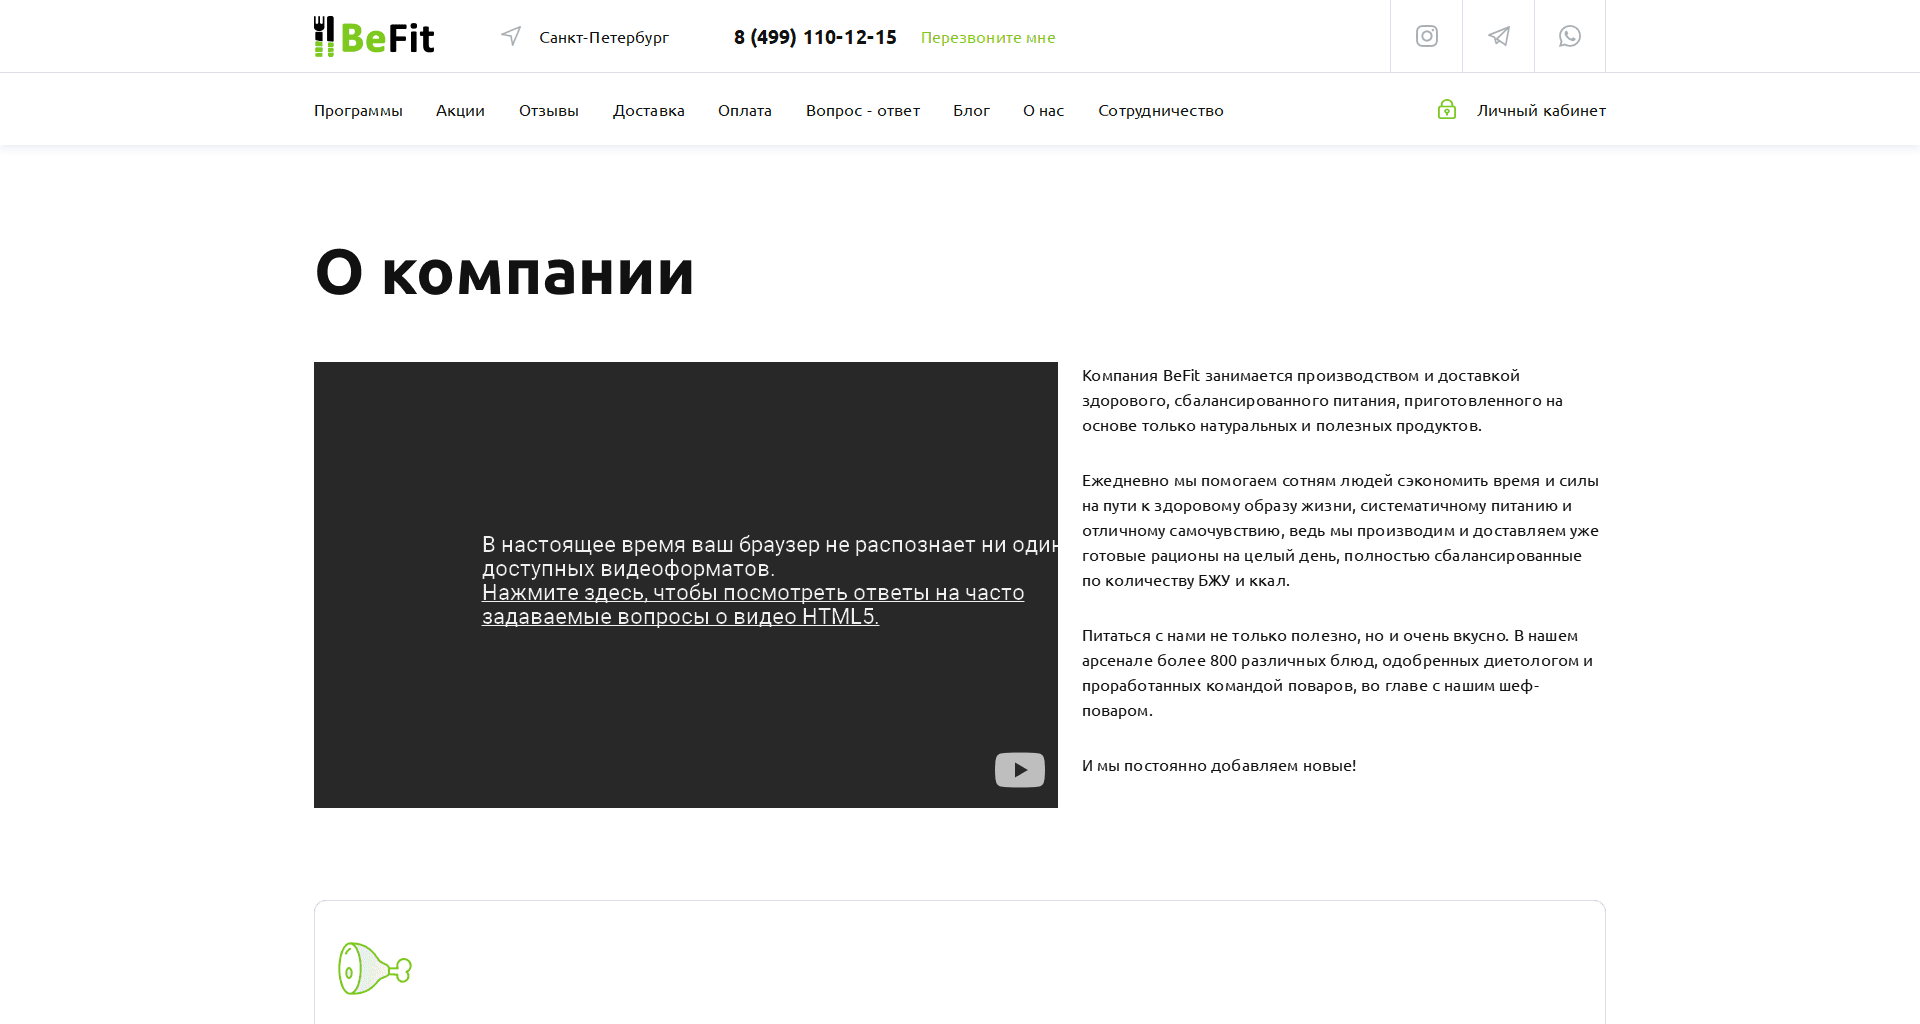 BeFit
Санкт-Петербург
8 (499) 110-12-15
Перезвоните мне
Программы
Акции
Отзывы
Доставка
Оплата
Вопрос - ответ
Блог
О нас
Сотрудничество
Личный кабинет
О компании
В настоящее время ваш браузер не распознает ни один
доступных видеоформатов.
Нажмите здесь, чтобы посмотреть ответы на часто
задаваемые вопросы о видео HTML5.
Компания BeFit занимается производством и доставкой
здорового, сбалансированного питания, приготовленного на
основе только натуральных и полезных продуктов.
Ежедневно мы помогаем сотням людей сэкономить время и силы
на пути к здоровому образу жизни, систематичному питанию и
отличному самочувствию, ведь мы производим и доставляем уже
готовые рационы на целый день, полностью сбалансированные
по количеству БЖУ и ккал.
Питаться с нами не только полезно, но и очень вкусно. В нашем
арсенале более 800 различных блюд, одобренных диетологом и
проработанных командой поваров, во главе с нашим шеф-
поваром.
И мы постоянно добавляем новые!